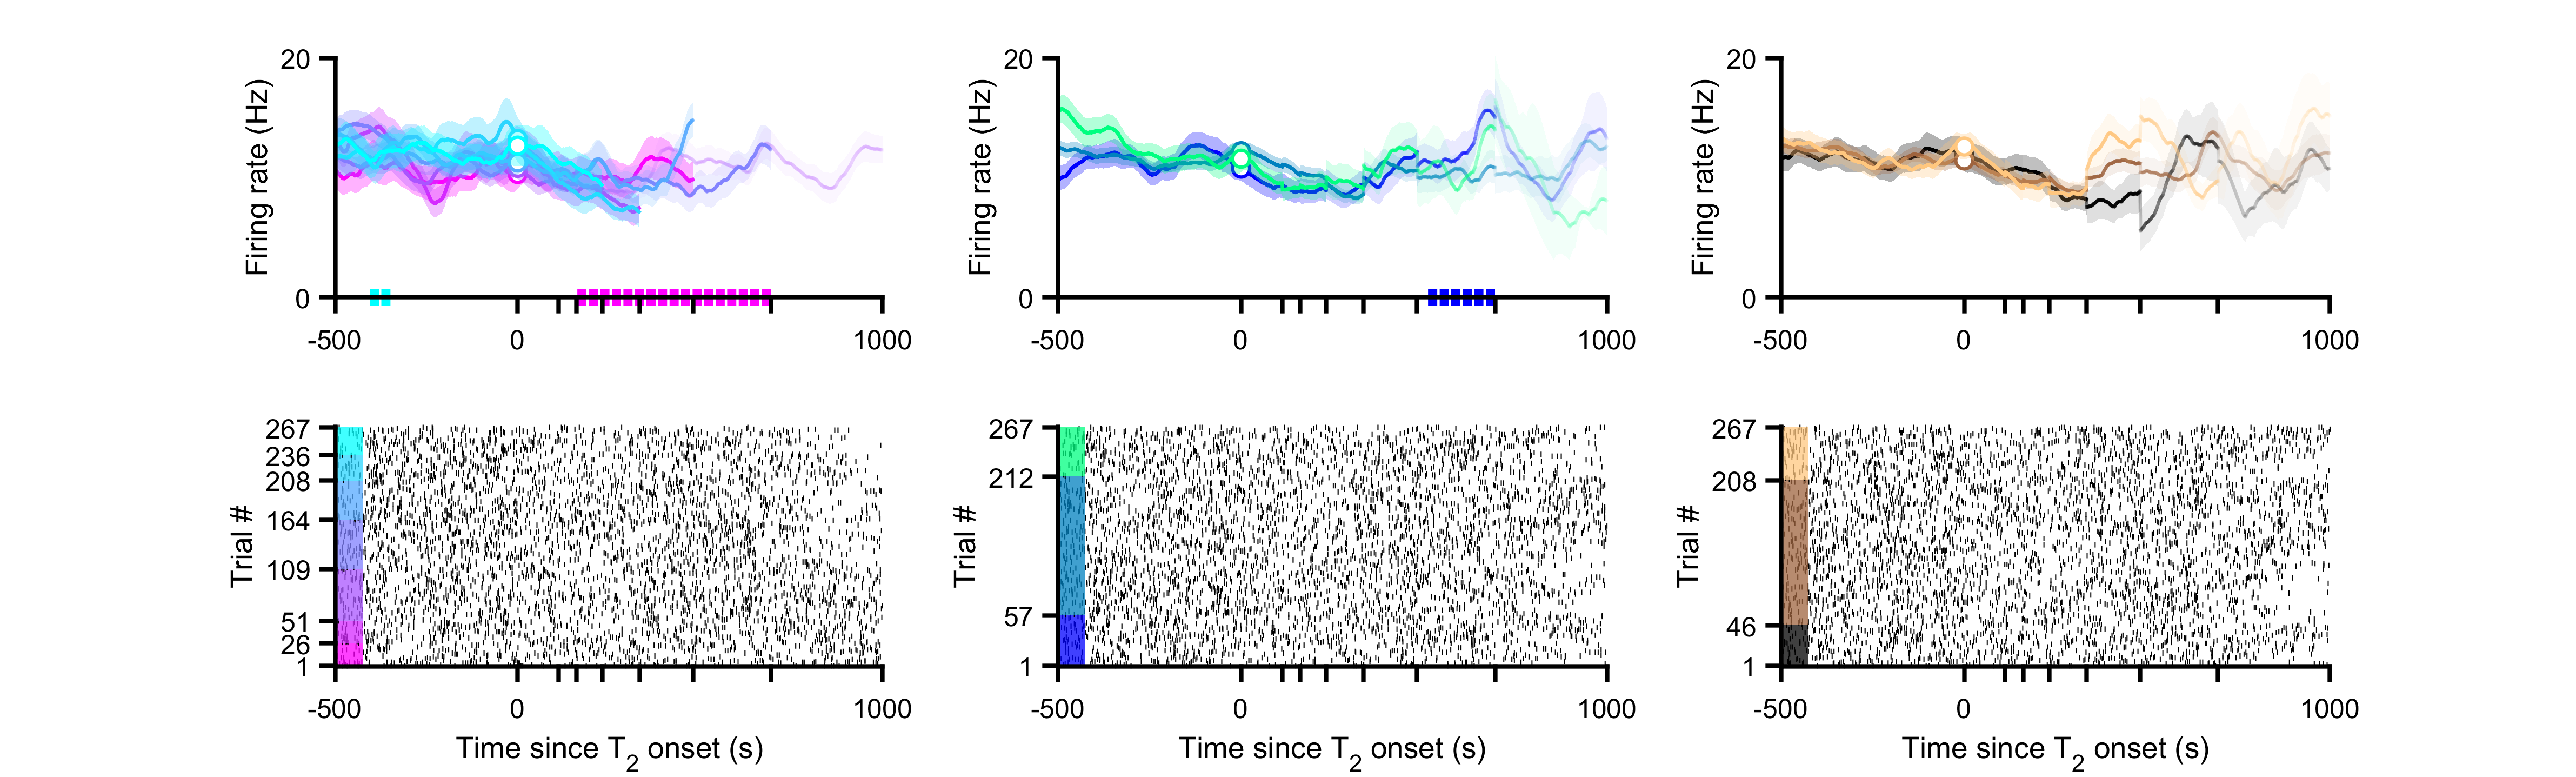 20
Firing rate (Hz)
0
-500 0 1000
20
Firing rate (Hz)
0
-500 0 1000
20
Firing rate (Hz)
0
-500 0 1000
267
236
208
164
109
51
26
1
Trial #
-500 0 1000
Time since T2 onset (s)
267
212
57
1
Trial #
-500 0 1000
Time since T2 onset (s)
267
208
46
1
Trial #
-500 0 1000
Time since T2 onset (s)